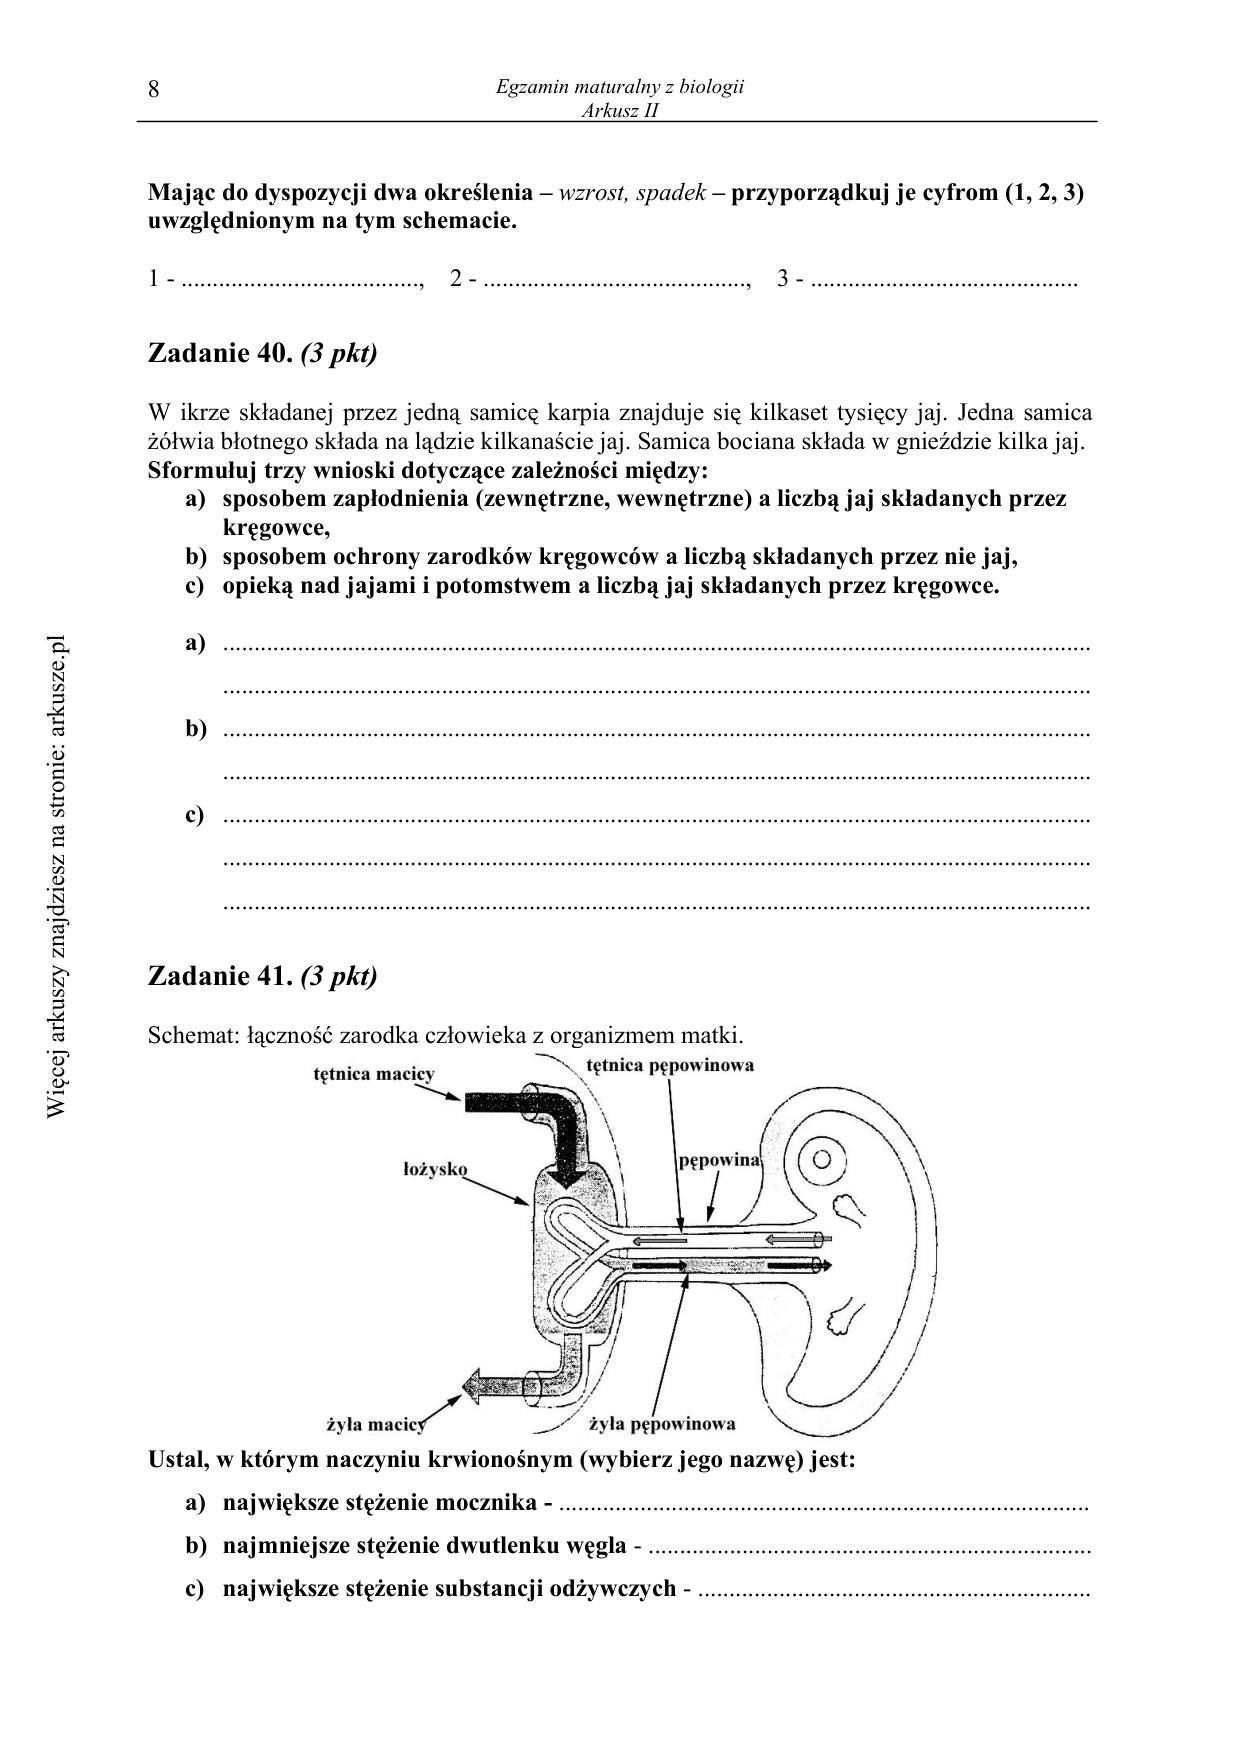 8
Egzamin maturalny z biologii
Arkusz II
Mając do dyspozycji dwa określenia – wzrost, spadek – przyporządkuj je cyfrom (1, 2, 3)
uwzględnionym na tym schemacie.
1 - ......................................, 2 - .........................................., 3 - ...........................................
Zadanie 40. (3 pkt)
W ikrze składanej przez jedną samicę karpia znajduje się kilkaset tysięcy jaj. Jedna samica
żółwia błotnego składa na lądzie kilkanaście jaj. Samica bociana składa w gnieździe kilka jaj.
Sformułuj trzy wnioski dotyczące zależności między:
a) sposobem zapłodnienia (zewnętrzne, wewnętrzne) a liczbą jaj składanych przez
kręgowce,
b) sposobem ochrony zarodków kręgowców a liczbą składanych przez nie jaj,
c) opieką nad jajami i potomstwem a liczbą jaj składanych przez kręgowce.
a) ..........................................................................................................................................
..........................................................................................................................................
b) ..........................................................................................................................................
..........................................................................................................................................
c) ..........................................................................................................................................
..........................................................................................................................................
..........................................................................................................................................
Zadanie 41. (3 pkt)
Schemat: łączność zarodka człowieka z organizmem matki.
tętnica macicy
tętnica pępowinowa
łożysko
pępowina
żyła macicy
żyła pępowinowa
Ustal, w którym naczyniu krwionośnym (wybierz jego nazwę) jest:
a) największe stężenie mocznika - .....................................................................................
b) najmniejsze stężenie dwutlenku węgla - .......................................................................
c) największe stężenie substancji odżywczych - ...............................................................
Więcej arkuszy znajdziesz na stronie: arkusze.pl